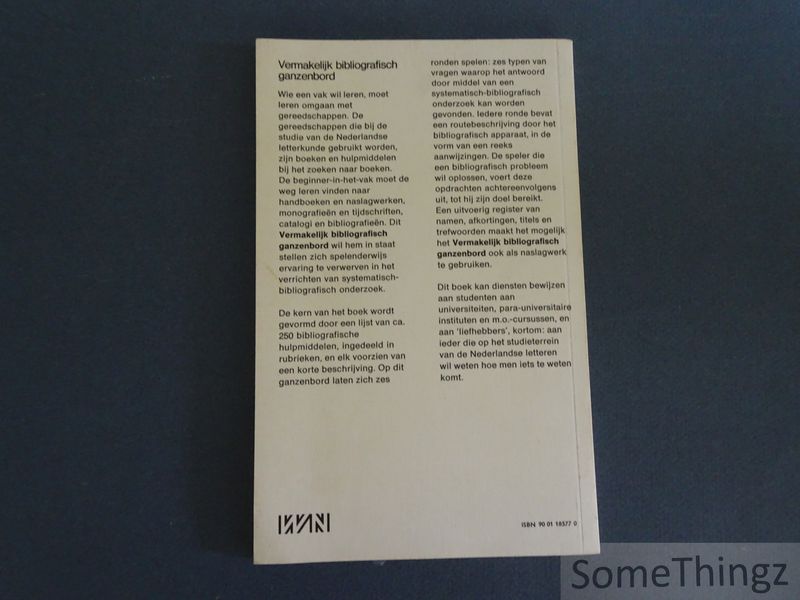 Vermakelijk bibliografisch
ganzenbord
Wie een vak wil leren, moet
leren omgaan met
gereedschappen. De
gereedschappen die bij de
studie van de Nederlandse
letterkunde gebruikt worden,
zijn boeken en hulpmiddelen
bij het zoeken naar boeken.
De beginner-in-het-vak moet de
weg leren vinden naar
handboeken en naslagwerken,
monografieën en tijdschriften,
catalogi en bibliografieën. Dit
Vermakelijk bibliografisch
ganzenbord wil hem in staat
stellen zich spelenderwijs
ervaring te verwerven in het
verrichten van systematisch-
bibliografisch onderzoek.
De kern van het boek wordt
gevormd door een lijst van ca.
250 bibliografische
hulpmiddelen, ingedeeld in
rubrieken, en elk voorzien van
een korte beschrijving. Op dit
ganzenbord laten zich zes
ronden spelen: zes typen van
vragen waarop het antwoord
door middel van een
systematisch-bibliografisch
onderzoek kan worden
gevonden. Iedere ronde bevat
een routebeschrijving door het
bibliografisch apparaat, in de
vorm van een reeks
aanwijzingen. De speler die
een bibliografisch probleem
wil oplossen, voert deze
opdrachten achtereenvolgens
uit, tot hij zijn doel bereikt.
Een uitvoerig register van
namen, afkortingen, titels en
trefwoorden maakt het mogelijk
het Vermakelijk bibliografisch
ganzenbord ook als naslagwerk
te gebruiken.
Dit boek kan diensten bewijzen
aan studenten aan
universiteiten, para-universitaire
instituten en m.o.-cursussen, en
aan 'liefhebbers', kortom: aan
ieder die op het studieterrein
van de Nederlandse letteren
wil weten hoe men iets te weten
komt.
ISBN 90 01 18377 0
SomeThingz